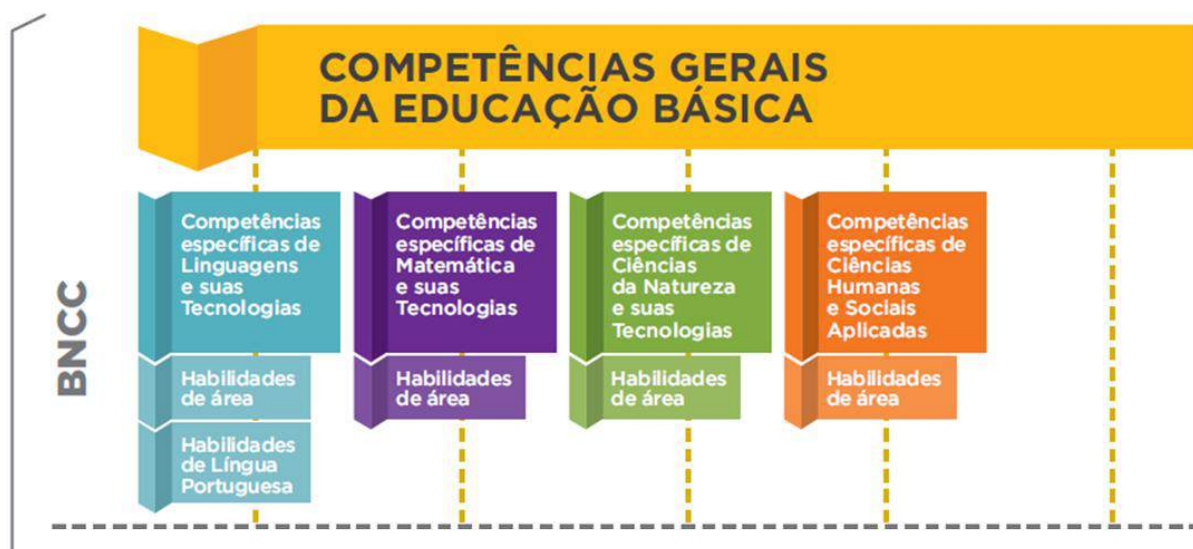 COMPETÊNCIAS GERAIS
DA EDUCAÇÃO BÁSICA
BNCC
Competências
específicas de
Linguagens
e suas
Tecnologias
Habilidades
de área
Habilidades
de Língua
Portuguesa
Competências
específicas de
Matemática
e suas
Tecnologias
Habilidades
de área
Competências
específicas de
Ciências
da Natureza
e suas
Tecnologias
Habilidades
de área
Competências
específicas de
Ciências
Humanas
e Sociais
Aplicadas
Habilidades
de área